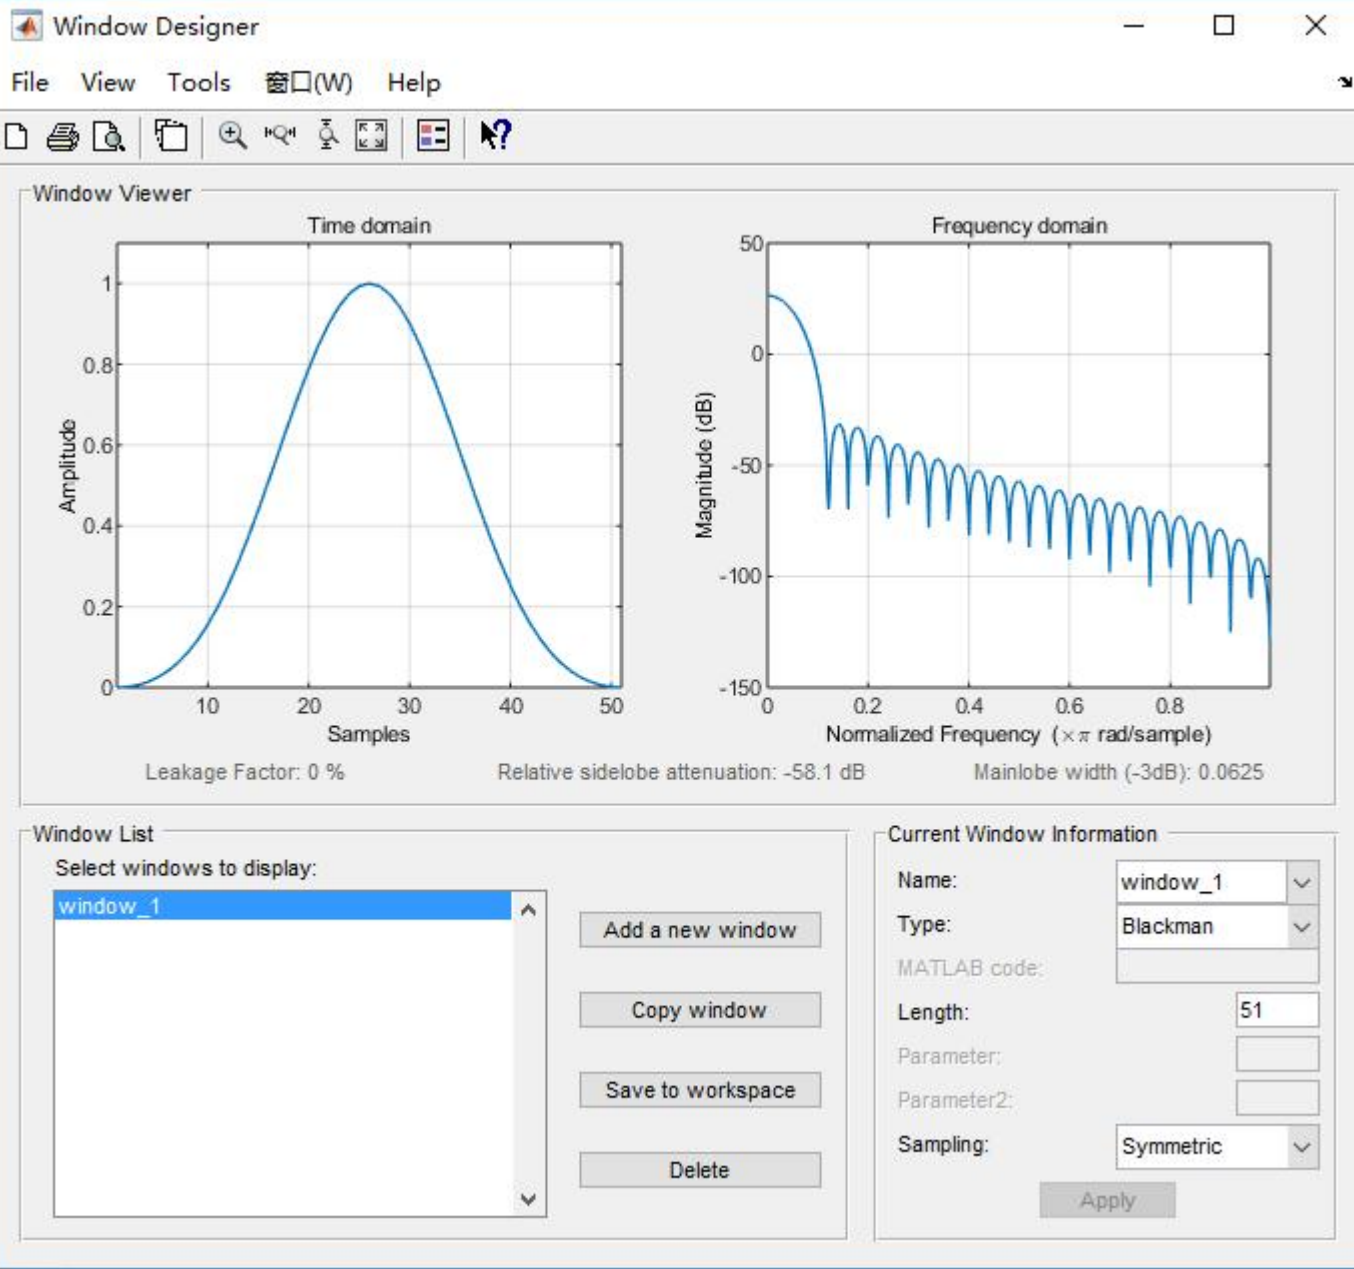 Window Designer
File View Tools 窗口(W) Help
Window Viewer
Time domain
1
0.8
0.6
0.4
0.2
0
Amplitude
10 20 30 40 50
Samples
Frequency domain
50
0
-50
-100
-150
Magnitude (dB)
0 0.2 0.4 0.6 0.8
Normalized Frequency (×π rad/sample)
Leakage Factor: 0 % Relative sidelobe attenuation: -58.1 dB Mainlobe width (-3dB): 0.0625
Window List
Select windows to display:
window_1
Add a new window
Copy window
Save to workspace
Delete
Current Window Information
Name: window_1
Type: Blackman
MATLAB code:
Length: 51
Parameter:
Parameter2:
Sampling: Symmetric
Apply